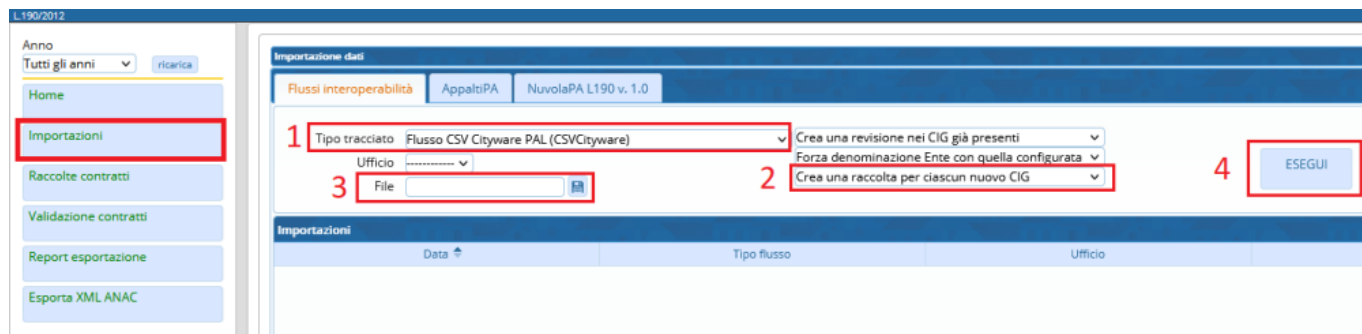 L.190/2012
Anno
Tutti gli anni
ricarica
Home
Importazioni
Raccolte contratti
Validazione contratti
Report esportazione
Esporta XML ANAC
Importazione dati
Flussi interoperabilità
AppaltiPA
NuvolaPA L190 v. 1.0
1
Tipo tracciato
Flusso CSV Cityware PAL (CSVCityware)
Crea una revisione nei CIG già presenti
Ufficio
------------
Forza denominazione Ente con quella configurata
3
File
2
Crea una raccolta per ciascun nuovo CIG
4
ESEGUI
Importazioni
Data
Tipo flusso
Ufficio